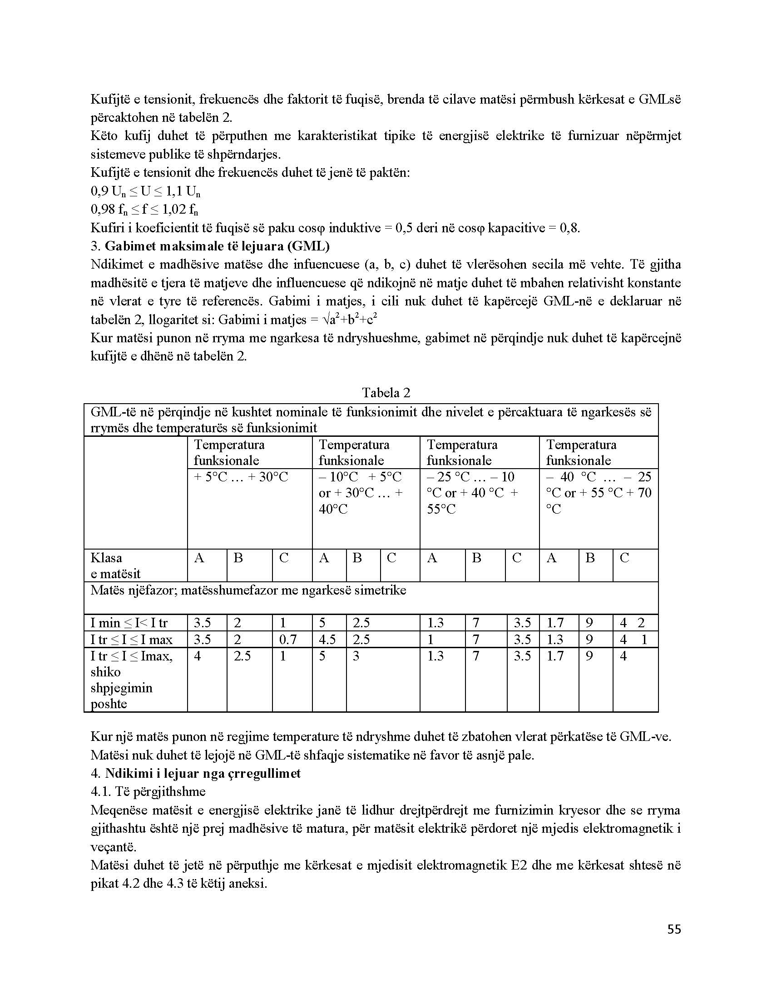 Kufijtë e tensionit, frekuencës dhe faktorit të fuqisë, brenda të cilave matësi përmbush kërkesat e GMLsë
përcaktohen në tabelën 2.
Këto kufij duhet të përputhen me karakteristikat tipike të energjisë elektrike të furnizuar nëpërmjet
sistemeve publike të shpërndarjes.
Kufijtë e tensionit dhe frekuencës duhet të jenë të paktën:
0,9 Uₙ ≤ U ≤ 1,1 Uₙ
0,98 fₙ ≤ f ≤ 1,02 fₙ
Kufiri i koeficientit të fuqisë së paku cosφ induktive = 0,5 deri në cosφ kapacitive = 0,8.
3. Gabimet maksimale të lejuara (GML)
Ndikimet e madhësive matëse dhe infuencuese (a, b, c) duhet të vlerësohen secila më vehte. Të gjitha
madhësitë e tjera të matjeve dhe influencuese që ndikojnë në matje duhet të mbahen relativisht konstante
në vlerat e tyre të referencës. Gabimi i matjes, i cili nuk duhet të kapërcejë GML-në e deklaruar në
tabelën 2, llogaritet si: Gabimi i matjes = √a²+b²+c²
Kur matësi punon në rryma me ngarkesa të ndryshueshme, gabimet në përqindje nuk duhet të kapërcejnë
kufijtë e dhënë në tabelën 2.
Tabela 2
GML-të në përqindje në kushtet nominale të funksionimit dhe nivelet e përcaktuara të ngarkesës së
rrymës dhe temperaturës së funksionimit
Temperatura Temperatura Temperatura Temperatura
funksionale funksionale funksionale funksionale
+ 5°C … + 30°C – 10°C + 5°C – 25 °C … – 10 – 40 °C … – 25
or + 30°C … + °C or + 40 °C + °C or + 55 °C + 70
40°C 55°C °C
Klasa A B C A B C A B C A B C
e matësit
Matës njëfazor; matësshumefazor me ngarkesë simetrike
I min ≤ I< I tr 3.5 2 1 5 2.5 1.3 7 3.5 1.7 9 4 2
I tr ≤ I ≤ I max 3.5 2 0.7 4.5 2.5 1 7 3.5 1.3 9 4 1
I tr ≤ I ≤ Imax, 4 2.5 1 5 3 1.3 7 3.5 1.7 9 4
shiko
shpjegimin
poshte
Kur një matës punon në regjime temperature të ndryshme duhet të zbatohen vlerat përkatëse të GML-ve.
Matësi nuk duhet të lejojë në GML-të shfaqje sistematike në favor të asnjë pale.
4. Ndikimi i lejuar nga çrregullimet
4.1. Të përgjithshme
Meqenëse matësit e energjisë elektrike janë të lidhur drejtpërdrejt me furnizimin kryesor dhe se rryma
gjithashtu është një prej madhësive të matura, për matësit elektrikë përdoret një mjedis elektromagnetik i
veçantë.
Matësi duhet të jetë në përputhje me kërkesat e mjedisit elektromagnetik E2 dhe me kërkesat shtesë në
pikat 4.2 dhe 4.3 të këtij aneksi.
55